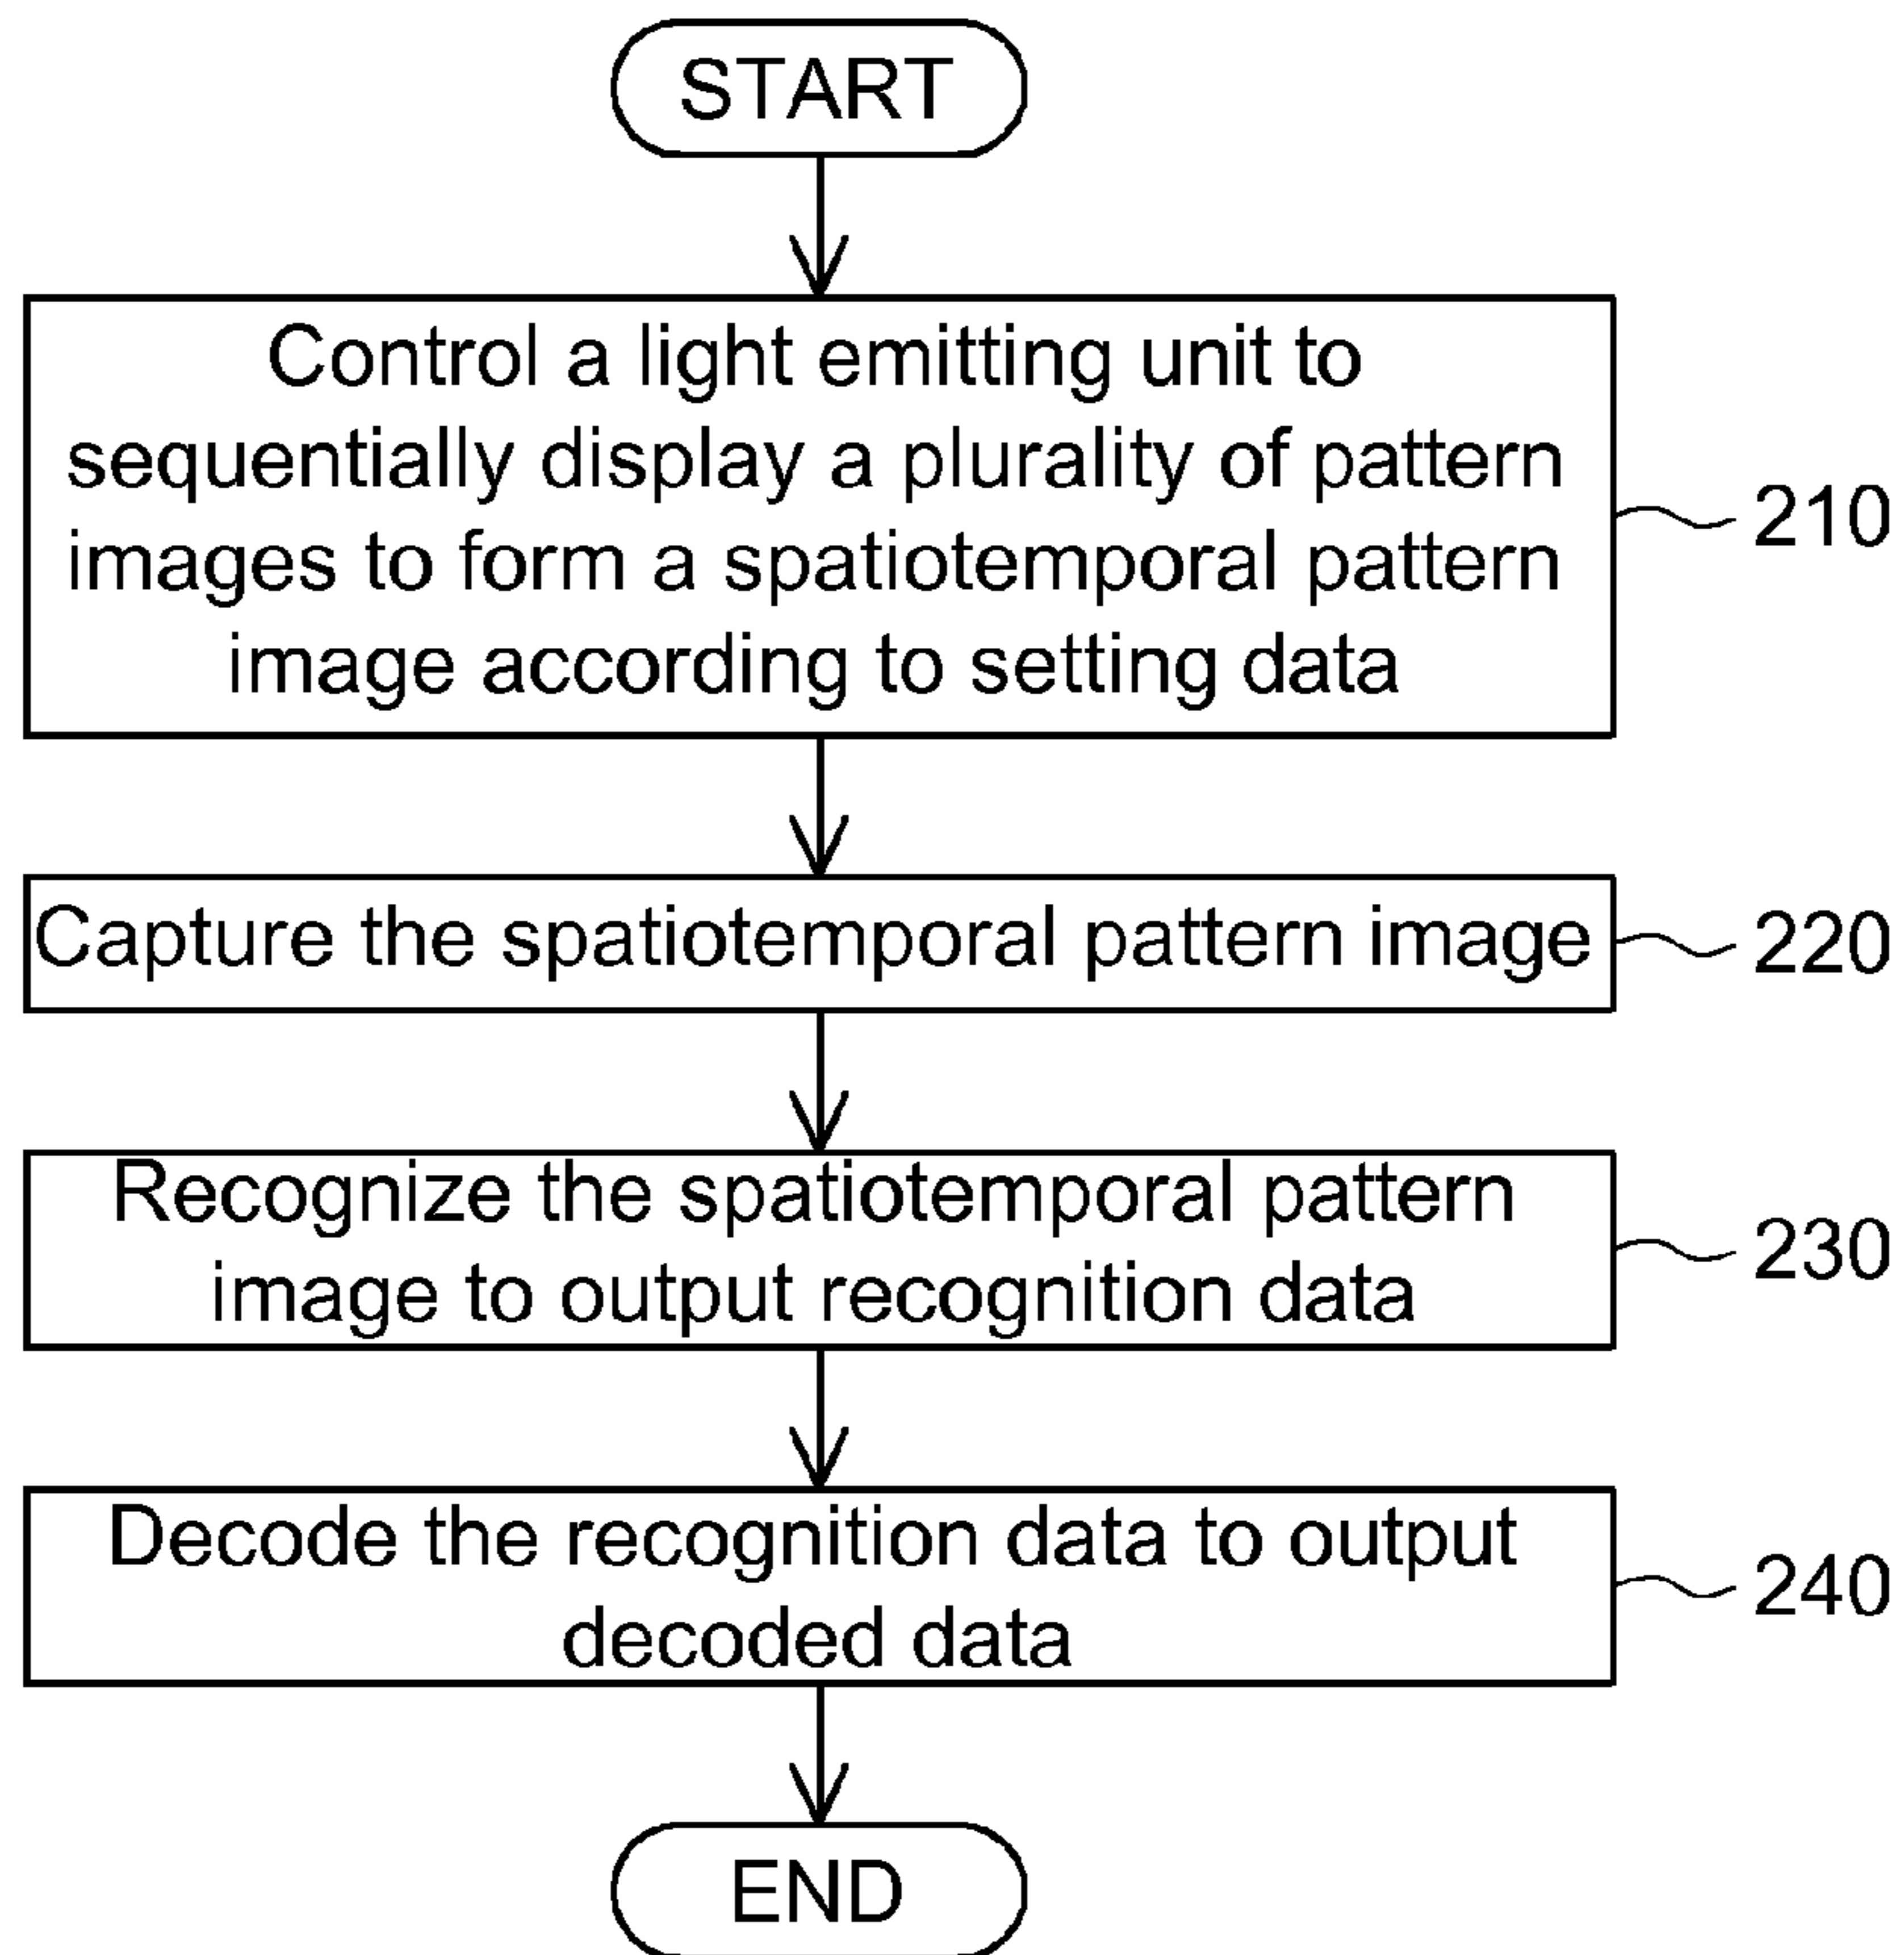 START
Control a light emitting unit to
sequentially display a plurality of pattern
images to form a spatiotemporal pattern
image according to setting data
210
Capture the spatiotemporal pattern image
220
Recognize the spatiotemporal pattern
image to output recognition data
230
Decode the recognition data to output
decoded data
240
END